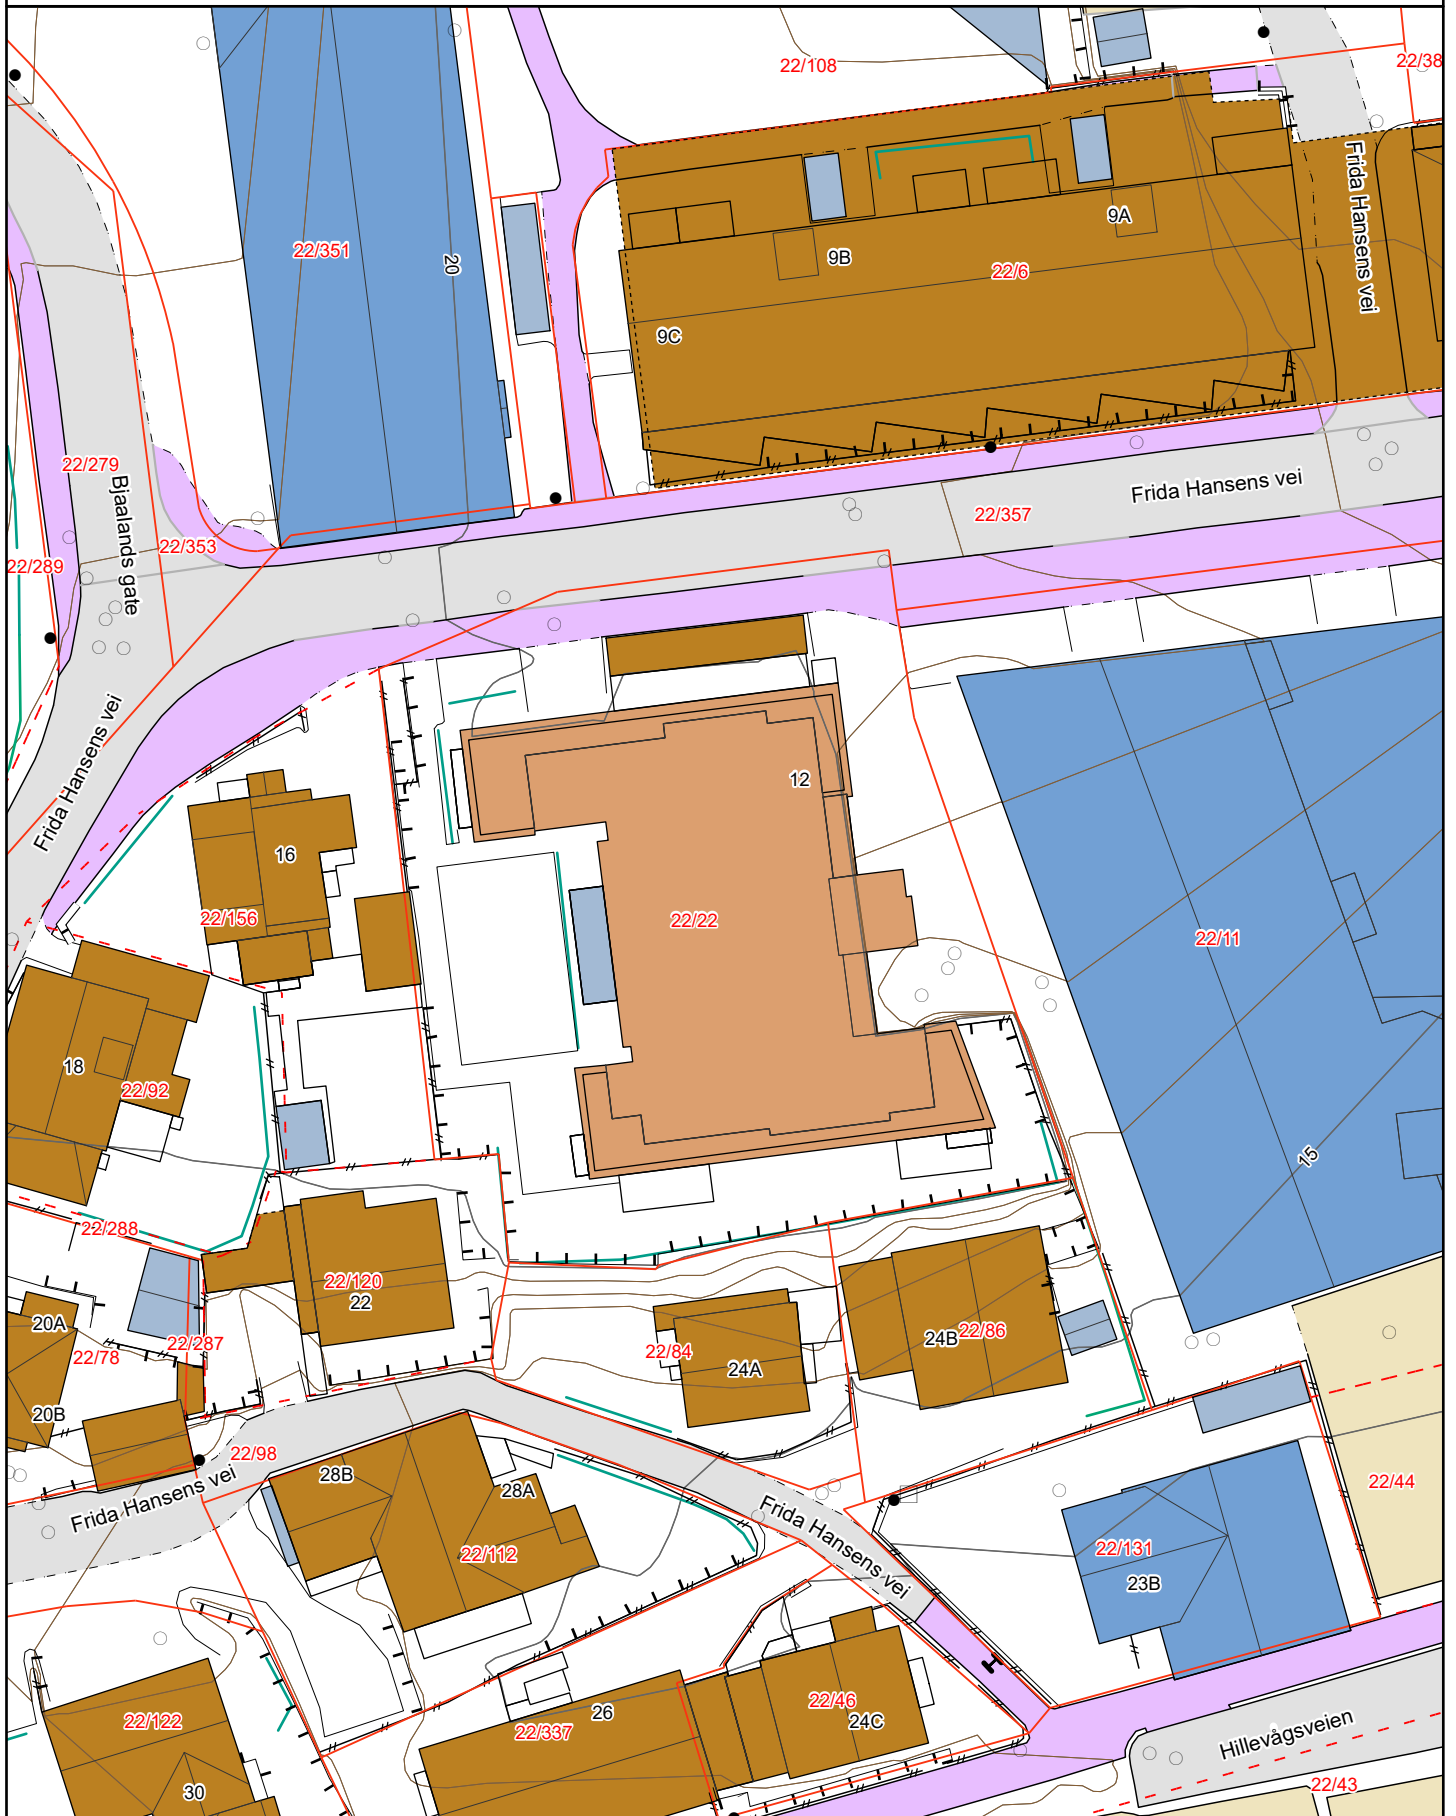 22/108
22/38
Frida Hansens vei
9A
22/351
20
9B
22/6
9C
22/279
Bjaalands gate
Frida Hansens vei
22/357
22/353
22/289
Frida Hansens vei
12
16
22/156
22/22
22/11
18
22/92
15
22/288
22/120
22
20A
22/287
22/78
24B
22/86
22/84
24A
20B
22/98
28B
28A
Frida Hansens vei
22/44
Frida Hansens vei
22/112
22/131
23B
22/46
26
24C
22/122
22/337
Hillevågsveien
30
22/43